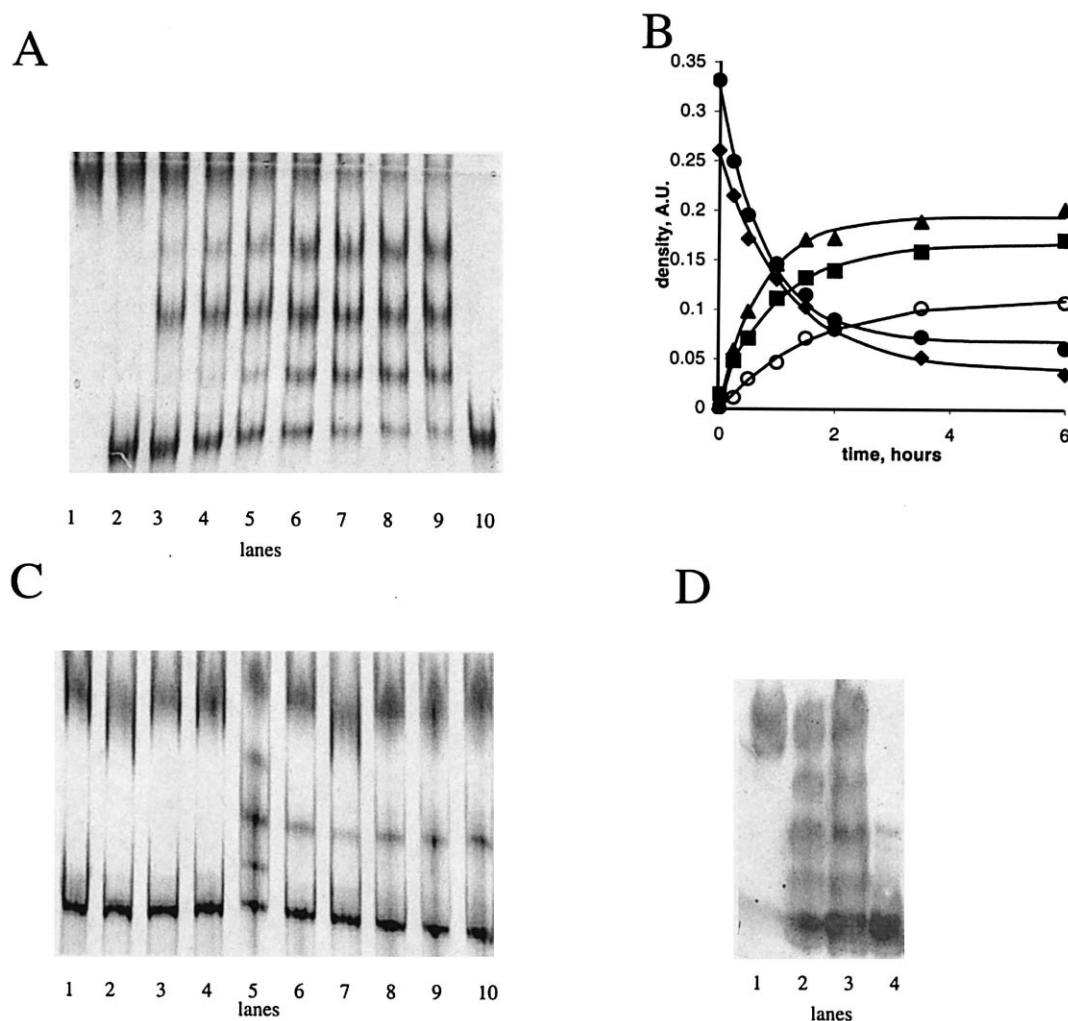 A
B
0.35
0.3
0.25
0.2
0.15
0.1
0.05
0
density, A.U.
0 2 4 6
time, hours
1 2 3 4 5 6 7 8 9 10
lanes
C
D
1 2 3 4 5 6 7 8 9 10
lanes
1 2 3 4
lanes